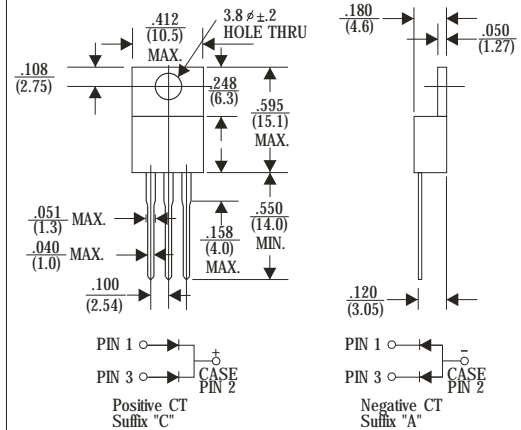 .412
(10.5)
MAX.
3.8 ø ±.2
HOLE THRU
.108
(2.75)
.248
(6.3)
.595
(15.1)
MAX.
.051
(1.3)
MAX.
.040
(1.0)
MAX.
.158
(4.0)
MAX.
.550
(14.0)
MIN.
.100
(2.54)
.180
(4.6)
.050
(1.27)
.120
(3.05)
PIN 1
PIN 3
+
CASE
PIN 2
Positive CT
Suffix "C"
PIN 1
PIN 3
–
CASE
PIN 2
Negative CT
Suffix "A"